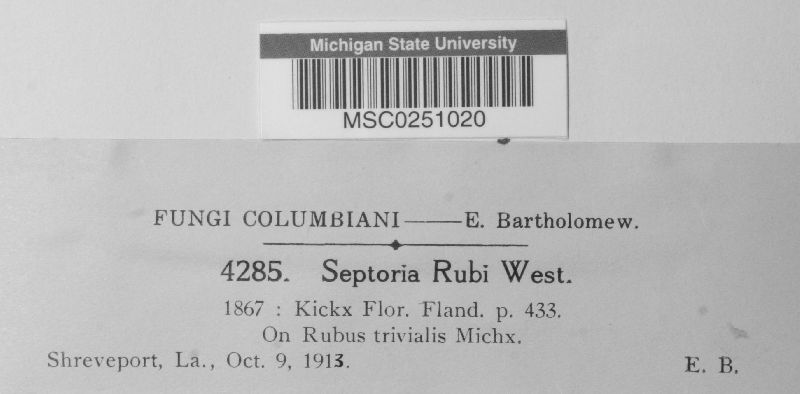 Michigan State University
MSC0251020
FUNGI COLUMBIANI——E. Bartholomew.
4285. Septoria Rubi West.
1867 : Kickx Flor. Fland. p. 433.
On Rubus trivialis Michx.
Shreveport, La., Oct. 9, 1913. E. B.